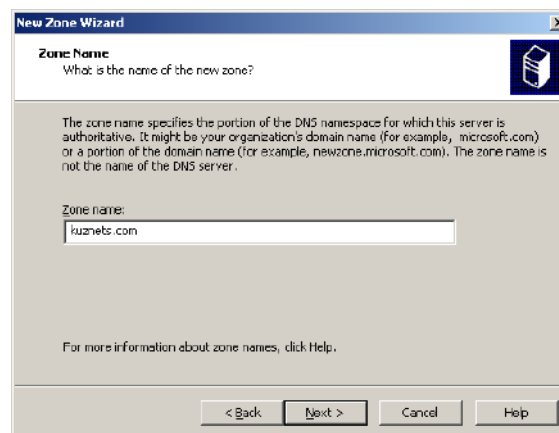 New Zone Wizard
Zone Name
What is the name of the new zone?
The zone name specifies the portion of the DNS namespace for which this server is
authoritative. It might be your organization's domain name (for example, microsoft.com)
or a portion of the domain name (for example, newzone.microsoft.com). The zone name is
not the name of the DNS server.
Zone name:
kuznets.com
For more information about zone names, click Help.
< Back Next > Cancel Help